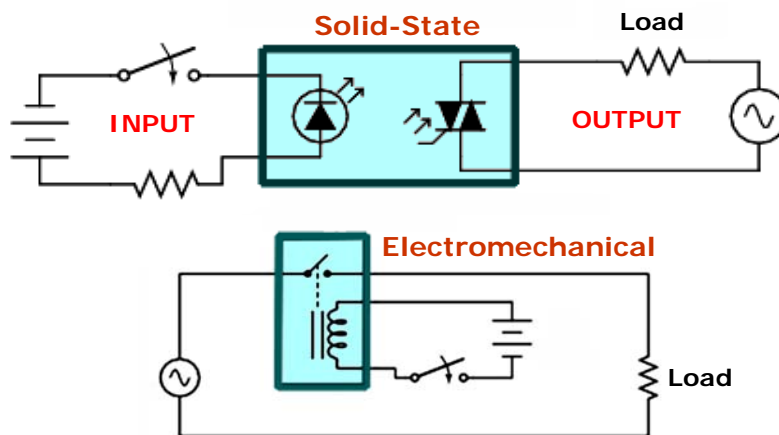 Solid-State
Load
INPUT
OUTPUT
Electromechanical
Load